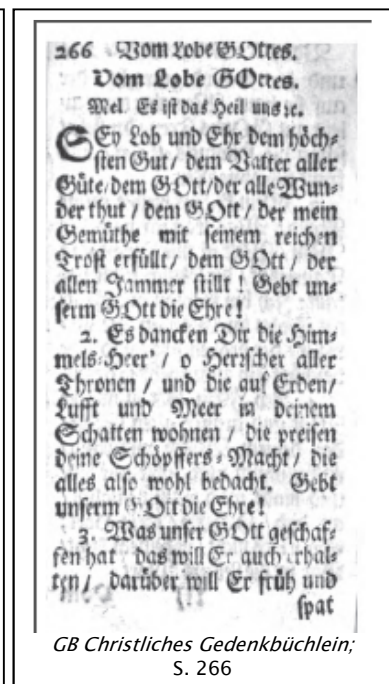 266 Vom Lobe GOttes.
Vom Lobe GOttes.
Mel. Es ist das Heil uns ꝛc.
SEy Lob und Ehr dem höch⸗
sten Gut / dem Vatter aller
Güte, dem GOtt / der alle Wun⸗
der thut / dem GOtt / der mein
Gemüthe mit seinem reichen
Trost erfüllt / dem GOtt / der
allen Jammer stillt ! Gebt un⸗
serm GOtt die Ehre !
2. Es dancken Dir die Him⸗
mels⸗Heer' / o Herrscher aller
Thronen / und die auf Erden /
Lufft und Meer in deinem
Schatten wohnen / die preisen
deine Schöpffers⸗Macht / die
alles also wohl bedacht. Gebt
unserm GOtt die Ehre !
3. Was unser GOtt geschaf⸗
fen hat das will Er auch erhal⸗
ten / darüber will Er früh und
spat
GB Christliches Gedenkbüchlein;
S. 266